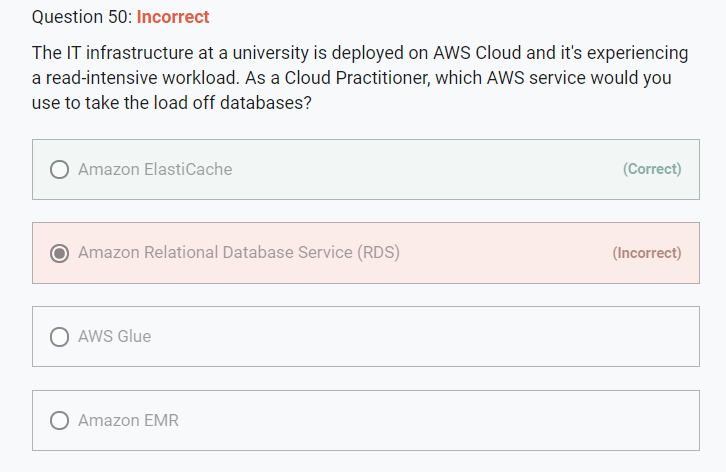 Question 50: Incorrect
The IT infrastructure at a university is deployed on AWS Cloud and it's experiencing
a read-intensive workload. As a Cloud Practitioner, which AWS service would you
use to take the load off databases?
Amazon ElastiCache (Correct)
Amazon Relational Database Service (RDS) (Incorrect)
AWS Glue
Amazon EMR